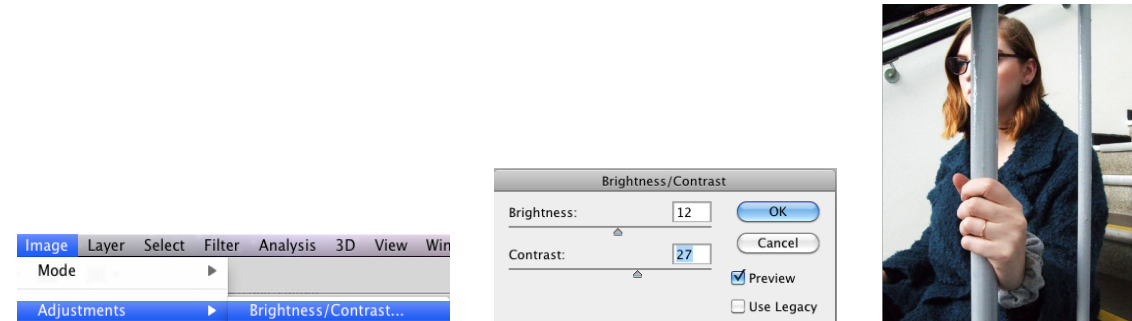 Image Layer Select Filter Analysis 3D View Win
Mode
Adjustments Brightness/Contrast...
Brightness/Contrast
Brightness: 12 OK
Contrast: 27 Cancel
Preview
Use Legacy